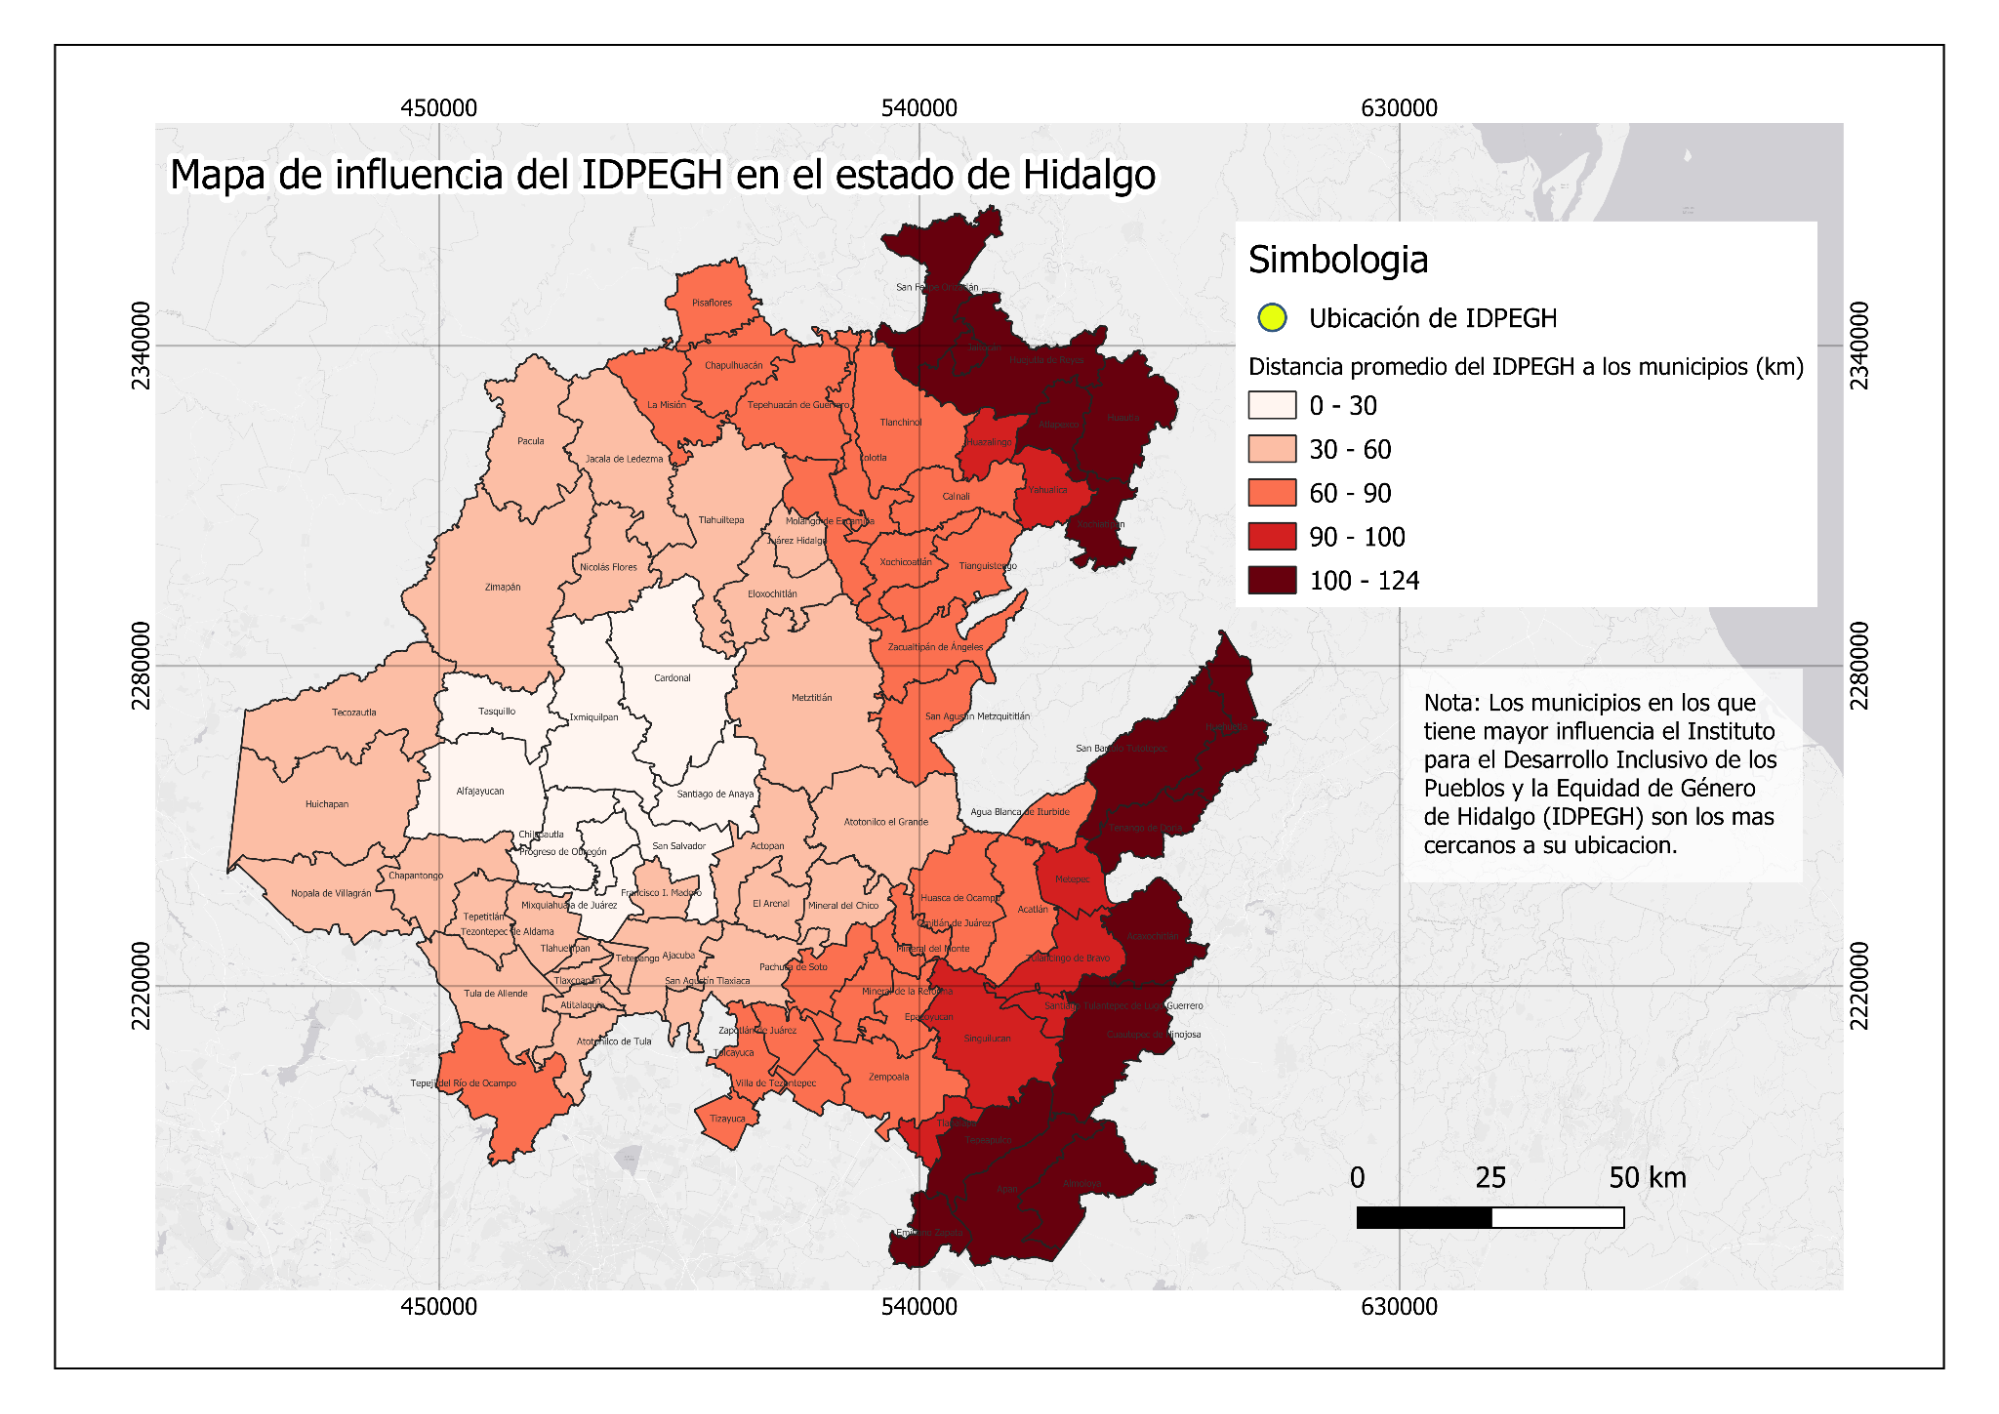 450000
540000
630000
Mapa de influencia del IDPEGH en el estado de Hidalgo
2340000
2340000
2280000
2280000
2220000
2220000
Simbologia
Ubicación de IDPEGH
Distancia promedio del IDPEGH a los municipios (km)
0 - 30
30 - 60
60 - 90
90 - 100
100 - 124
Nota: Los municipios en los que
tiene mayor influencia el Instituto
para el Desarrollo Inclusivo de los
Pueblos y la Equidad de Género
de Hidalgo (IDPEGH) son los mas
cercanos a su ubicacion.
San Felipe Orizatlán
Pisaflores
Jaltocán
Huejutla de Reyes
Chapulhuacán
La Misión
Tepehuacán de Guerrero
Tlanchinol
Atlapexco
Huautla
Pacula
Huazalingo
Jacala de Ledezma
Lolotla
Yahualica
Calnali
Tlahuiltepa
Molango de Escamilla
Xochiatipan
Juárez Hidalgo
Nicolás Flores
Xochicoatlán
Tianguistengo
Zimapán
Eloxochitlán
Zacualtipán de Ángeles
Cardonal
Metztitlán
Tecozautla
Tasquillo
Ixmiquilpan
San Agustín Metzquititlán
Huehuetla
San Bartolo Tutotepec
Huichapan
Alfajayucan
Santiago de Anaya
Agua Blanca de Iturbide
Atotonilco el Grande
Tenango de Doria
Chilcuautla
Progreso de Obregón
San Salvador
Actopan
Chapantongo
Metepec
Nopala de Villagrán
Francisco I. Madero
Mixquiahuala de Juárez
El Arenal
Mineral del Chico
Huasca de Ocampo
Acatlán
Tepetitlán
Omitlán de Juárez
Tezontepec de Aldama
Acaxochitlán
Tlahuelilpan
Ajacuba
Mineral del Monte
Tetepango
Tulancingo de Bravo
Pachuca de Soto
Tlaxcoapan
San Agustín Tlaxiaca
Tula de Allende
Mineral de la Reforma
Atitalaquia
Santiago Tulantepec de Lugo Guerrero
Epazoyucan
Zapotlán de Juárez
Cuautepec de Hinojosa
Atotonilco de Tula
Singuilucan
Tolcayuca
Tepeji del Río de Ocampo
Villa de Tezontepec
Zempoala
Tizayuca
Tlanalapa
Tepeapulco
Apan
Almoloya
Emiliano Zapata
0
25
50 km
450000
540000
630000